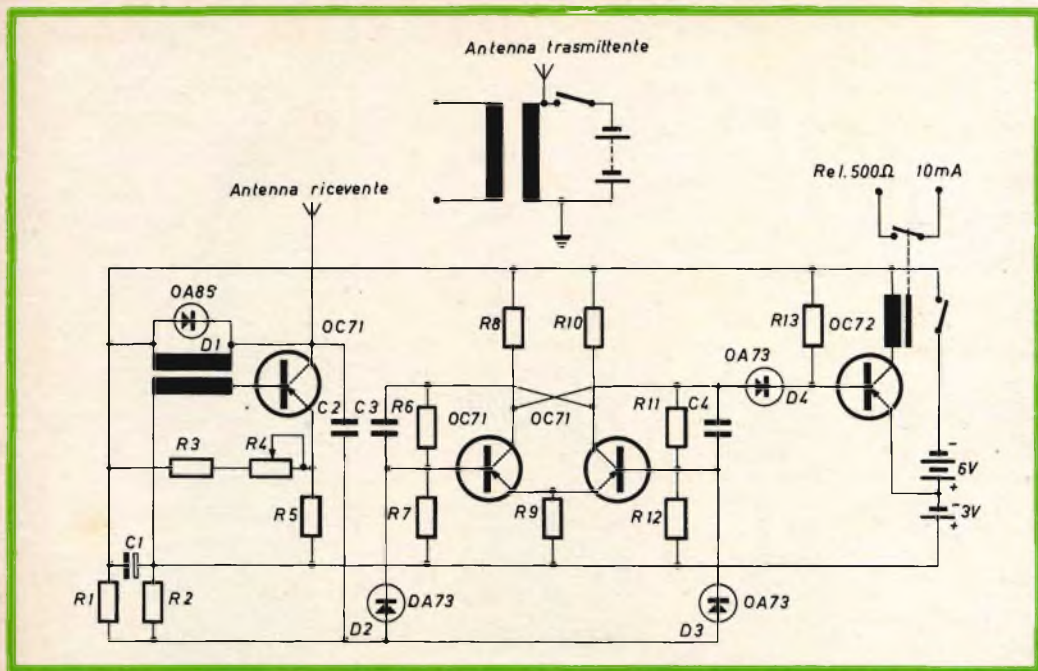 Antenna trasmittente
Rel. 500Ω 10mA
Antenna ricevente
OA85
D1
OC71
R8
R10
R13
OC72
OA73
D4
C2
C3
R6
OC71
OC71
R11
C4
R3
R4
R5
R7
R9
R12
-
6V
+
-
3V
+
C1
R1
R2
DA73
D2
OA73
D3